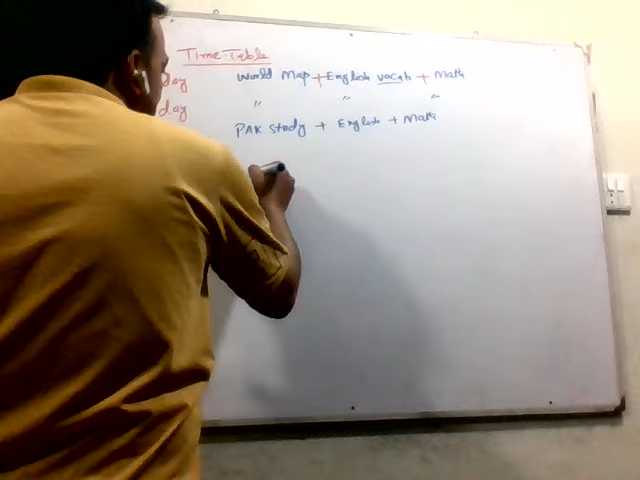 Time-Table
day World Map + English vocab + Math
day " " "
PAK Study + English + Math